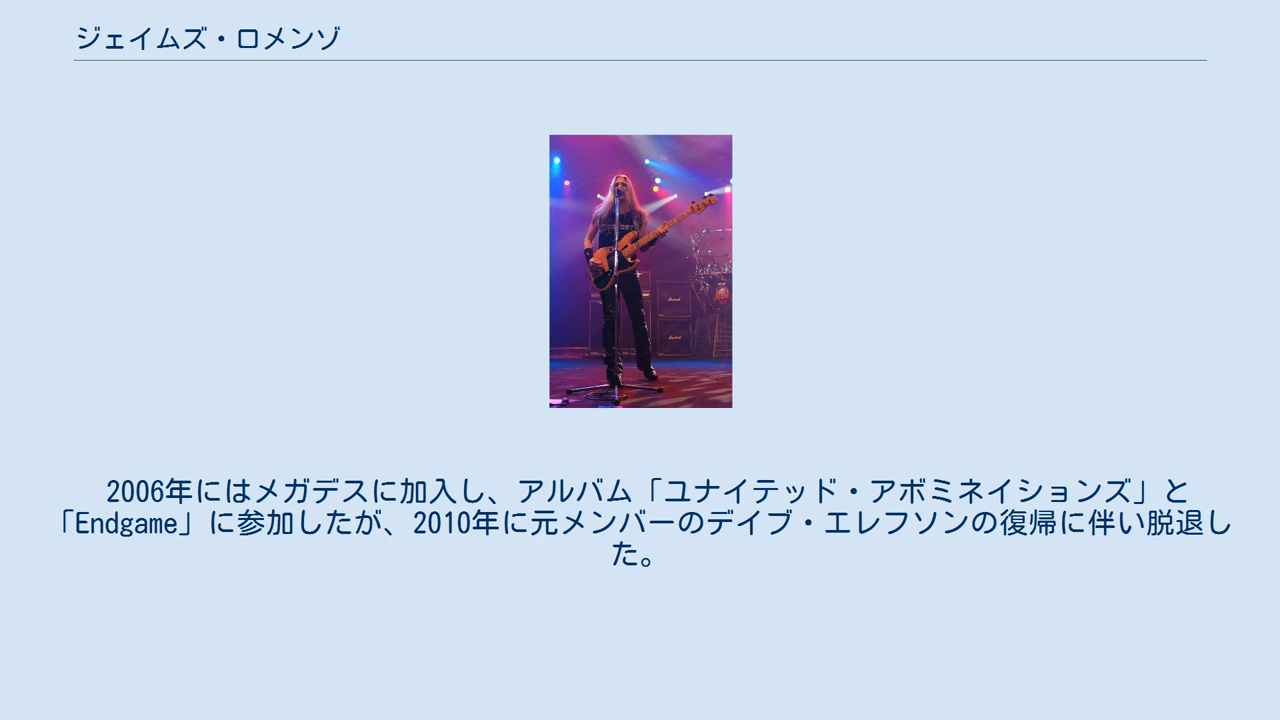 ジェイムズ・ロメンゾ
2006年にはメガデスに加入し、アルバム「ユナイテッド・アボミネイションズ」と
「Endgame」に参加したが、2010年に元メンバーのデイブ・エレフソンの復帰に伴い脱退し
た。